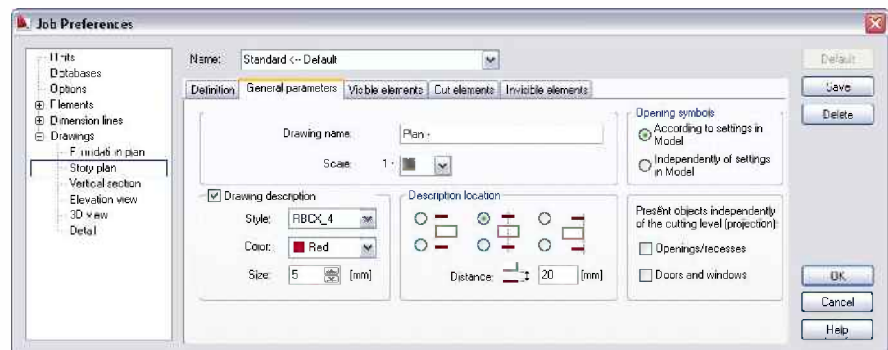 Job Preferences
Units
Databases
Options
Elements
Dimension lines
Drawings
Foundation plan
Story plan
Vertical section
Elevation view
3D view
Detail
Name: Standard <-- Default
Definition General parameters Visible elements Cut elements Invisible elements
Drawing name: Plan -
Scale: 1 :
Drawing description
Style: RBCX_4
Color: Red
Size: 5 [mm]
Description location
Distance: 20 [mm]
Opening symbols
According to settings in
Model
Independently of settings
in Model
Present objects independently
of the cutting level (projection):
Openings/recesses
Doors and windows
Default
Save
Delete
OK
Cancel
Help